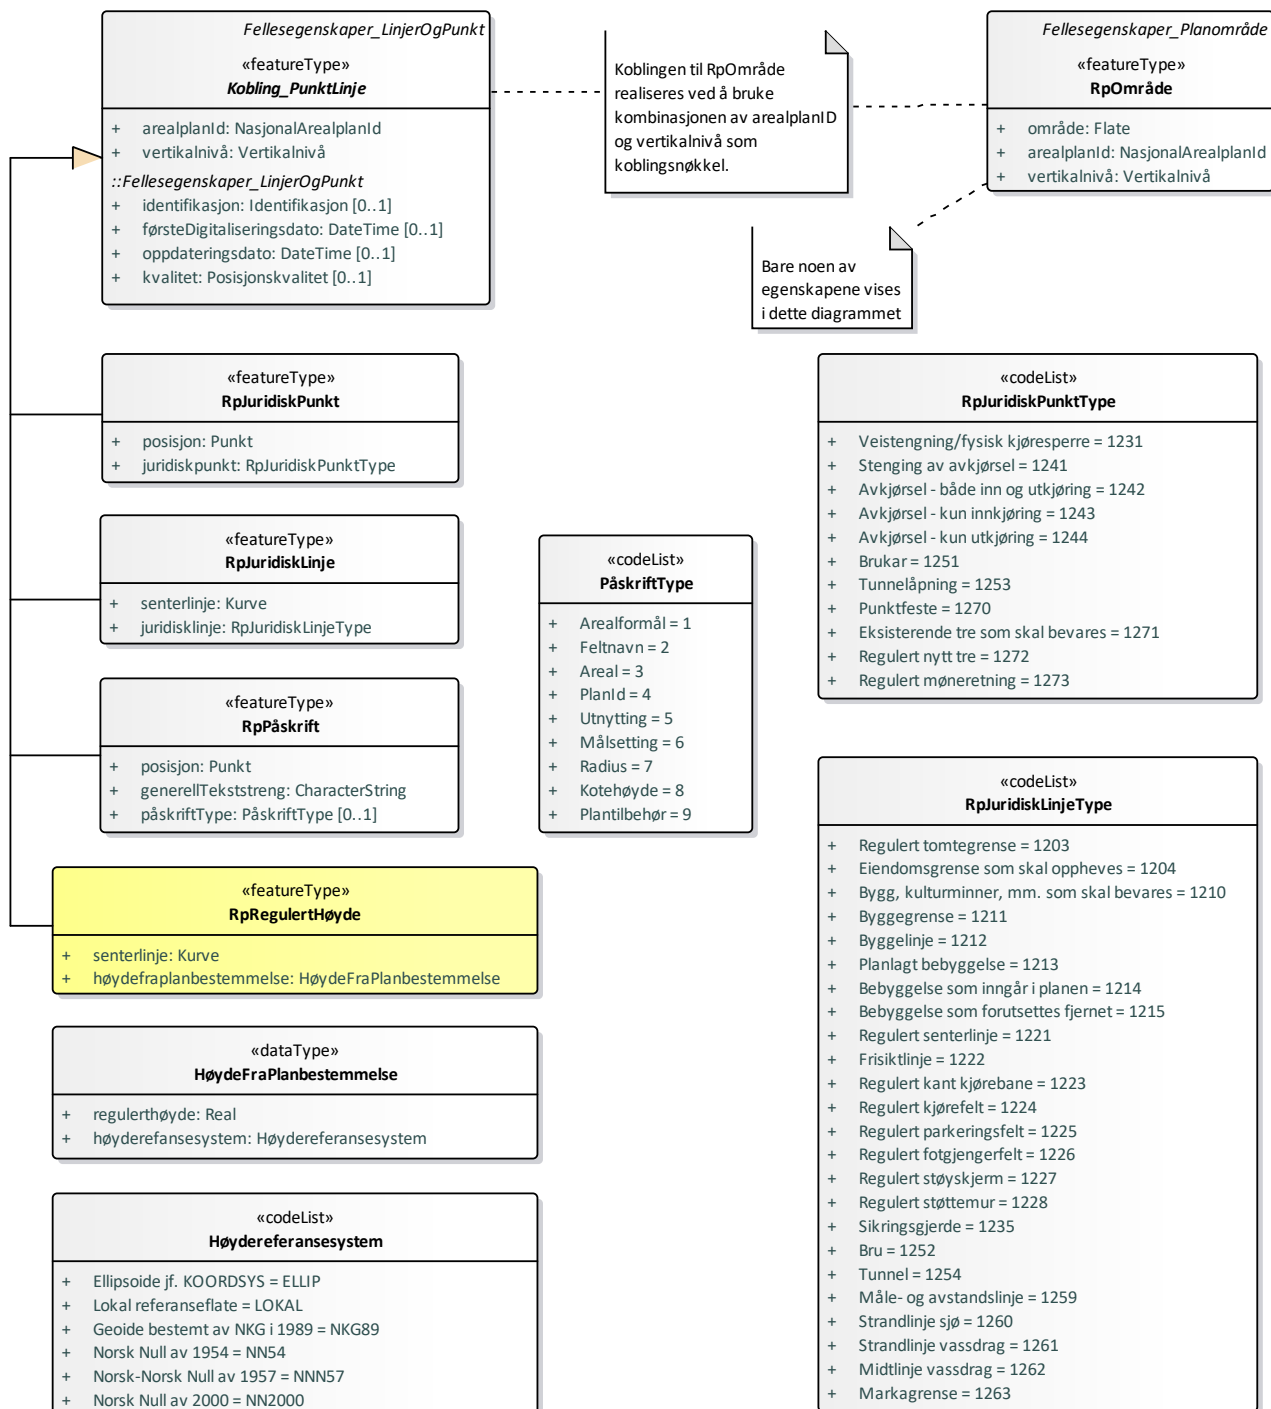 Fellesegenskaper_LinjerOgPunkt
«featureType»
Kobling_PunktLinje
+ arealplanId: NasjonalArealplanId
+ vertikalnivå: Vertikalnivå
::Fellesegenskaper_LinjerOgPunkt
+ identifikasjon: Identifikasjon [0..1]
+ førsteDigitaliseringsdato: DateTime [0..1]
+ oppdateringsdato: DateTime [0..1]
+ kvalitet: Posisjonskvalitet [0..1]
Koblingen til RpOmråde
realiseres ved å bruke
kombinasjonen av arealplanID
og vertikalnivå som
koblingsnøkkel.
Fellesegenskaper_Planområde
«featureType»
RpOmråde
+ område: Flate
+ arealplanId: NasjonalArealplanId
+ vertikalnivå: Vertikalnivå
Bare noen av
egenskapene vises
i dette diagrammet
«featureType»
RpJuridiskPunkt
+ posisjon: Punkt
+ juridiskpunkt: RpJuridiskPunktType
«featureType»
RpJuridiskLinje
+ senterlinje: Kurve
+ juridisklinje: RpJuridiskLinjeType
«featureType»
RpPåskrift
+ posisjon: Punkt
+ generellTekststreng: CharacterString
+ påskriftType: PåskriftType [0..1]
«featureType»
RpRegulertHøyde
+ senterlinje: Kurve
+ høydefraplanbestemmelse: HøydeFraPlanbestemmelse
«dataType»
HøydeFraPlanbestemmelse
+ regulerthøyde: Real
+ høyderefansesystem: Høydereferansesystem
«codeList»
Høydereferansesystem
+ Ellipsoide jf. KOORDSYS = ELLIP
+ Lokal referanseflate = LOKAL
+ Geoide bestemt av NKG i 1989 = NKG89
+ Norsk Null av 1954 = NN54
+ Norsk-Norsk Null av 1957 = NNN57
+ Norsk Null av 2000 = NN2000
«codeList»
PåskriftType
+ Arealformål = 1
+ Feltnavn = 2
+ Areal = 3
+ PlanId = 4
+ Utnytting = 5
+ Målsetting = 6
+ Radius = 7
+ Kotehøyde = 8
+ Plantilbehør = 9
«codeList»
RpJuridiskPunktType
+ Veistengning/fysisk kjøresperre = 1231
+ Stenging av avkjørsel = 1241
+ Avkjørsel - både inn og utkjøring = 1242
+ Avkjørsel - kun innkjøring = 1243
+ Avkjørsel - kun utkjøring = 1244
+ Brukar = 1251
+ Tunnelåpning = 1253
+ Punktfeste = 1270
+ Eksisterende tre som skal bevares = 1271
+ Regulert nytt tre = 1272
+ Regulert møneretning = 1273
«codeList»
RpJuridiskLinjeType
+ Regulert tomtegrense = 1203
+ Eiendomsgrense som skal oppheves = 1204
+ Bygg, kulturminner, mm. som skal bevares = 1210
+ Byggegrense = 1211
+ Byggelinje = 1212
+ Planlagt bebyggelse = 1213
+ Bebyggelse som inngår i planen = 1214
+ Bebyggelse som forutsettes fjernet = 1215
+ Regulert senterlinje = 1221
+ Frisiktlinje = 1222
+ Regulert kant kjørebane = 1223
+ Regulert kjørefelt = 1224
+ Regulert parkeringsfelt = 1225
+ Regulert fotgjengerfelt = 1226
+ Regulert støyskjerm = 1227
+ Regulert støttemur = 1228
+ Sikringsgjerde = 1235
+ Bru = 1252
+ Tunnel = 1254
+ Måle- og avstandslinje = 1259
+ Strandlinje sjø = 1260
+ Strandlinje vassdrag = 1261
+ Midtlinje vassdrag = 1262
+ Markagrense = 1263